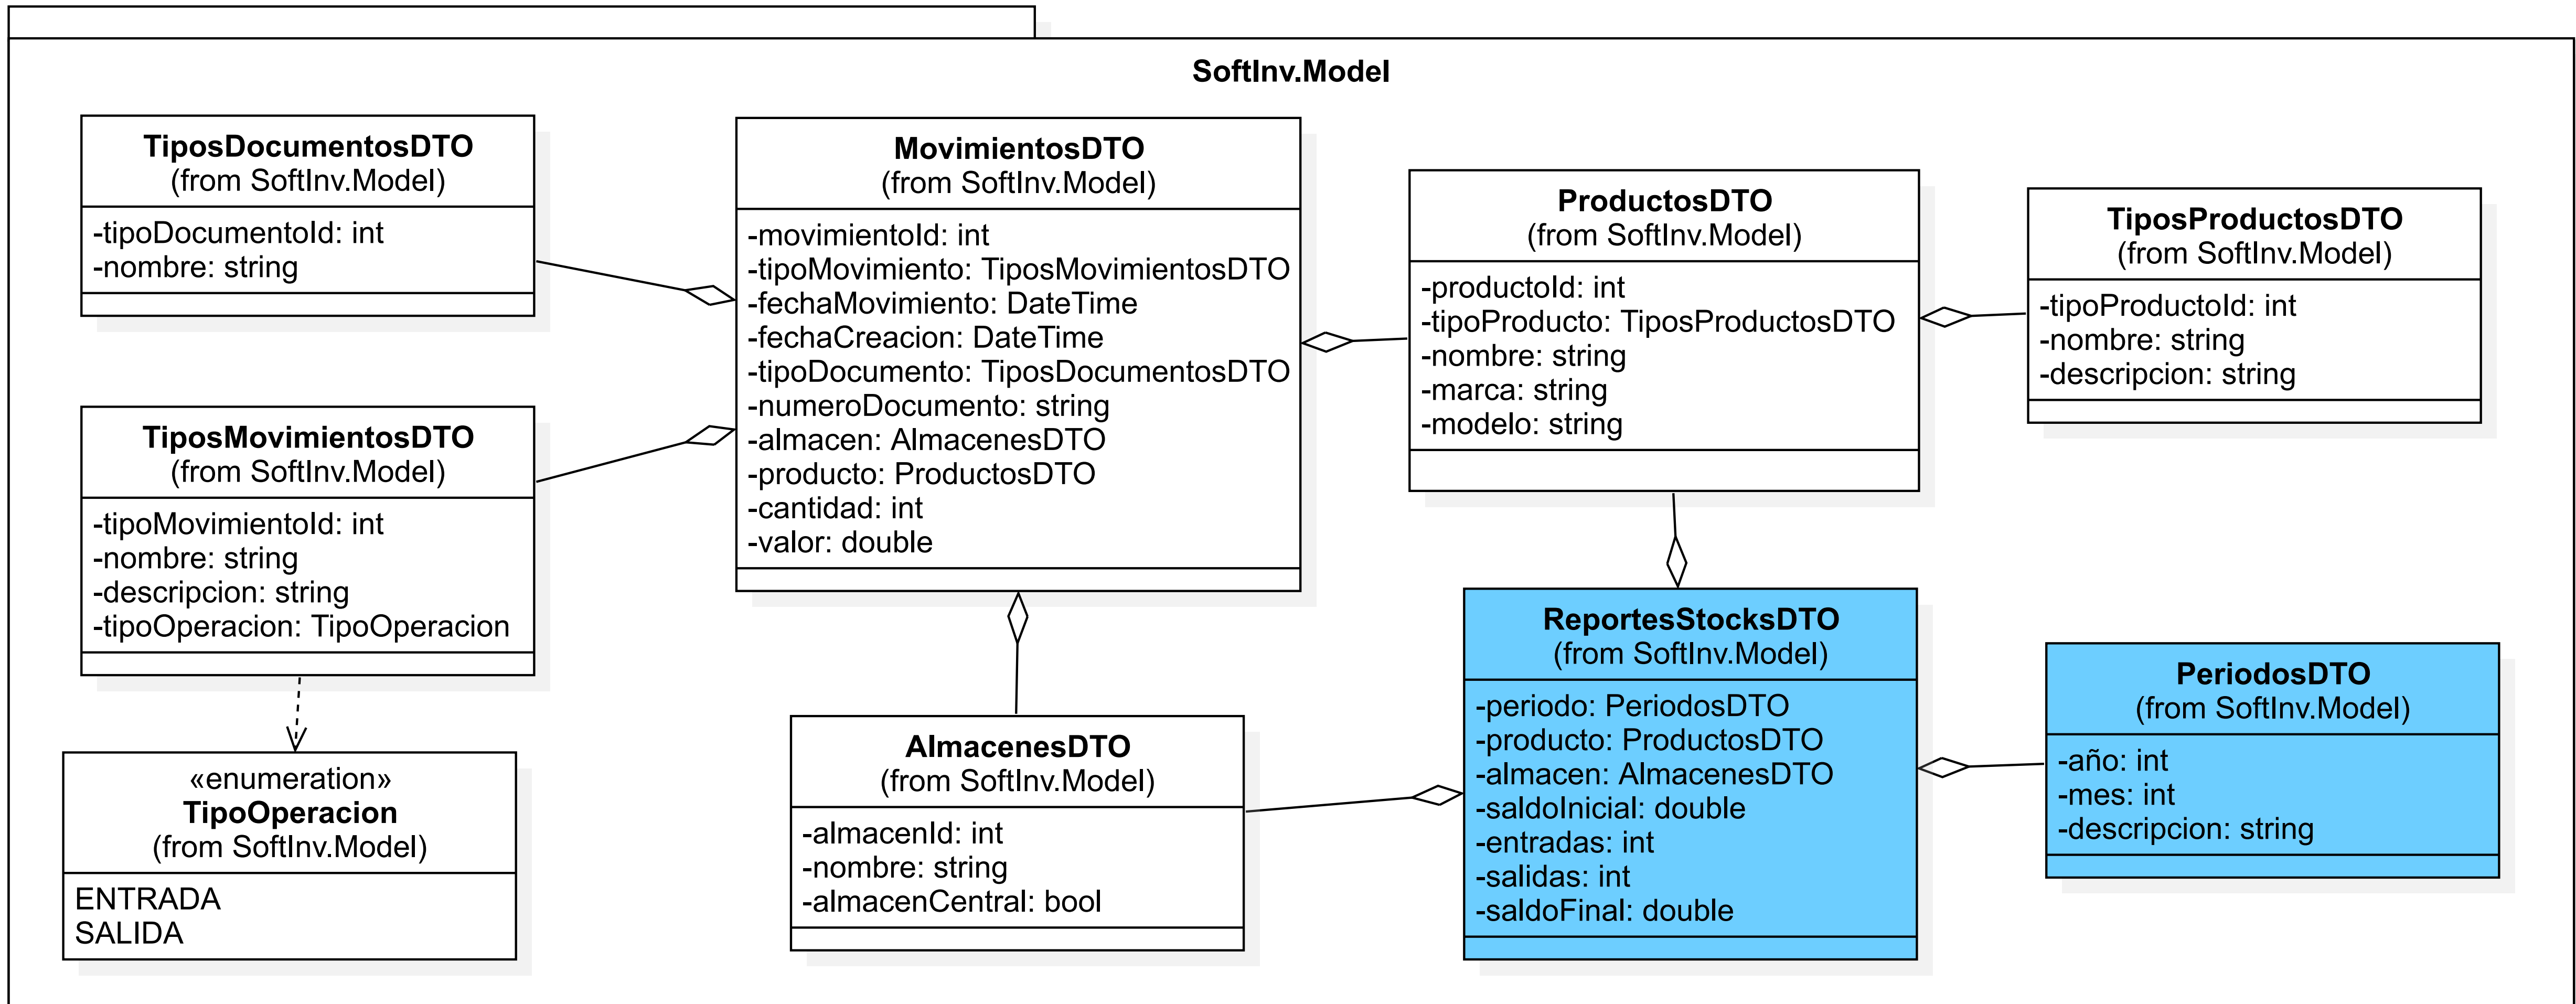 SoftInv.Model
TiposDocumentosDTO
(from SoftInv.Model)
-tipoDocumentoId: int
-nombre: string
TiposMovimientosDTO
(from SoftInv.Model)
-tipoMovimientoId: int
-nombre: string
-descripcion: string
-tipoOperacion: TipoOperacion
«enumeration»
TipoOperacion
(from SoftInv.Model)
ENTRADA
SALIDA
MovimientosDTO
(from SoftInv.Model)
-movimientoId: int
-tipoMovimiento: TiposMovimientosDTO
-fechaMovimiento: DateTime
-fechaCreacion: DateTime
-tipoDocumento: TiposDocumentosDTO
-numeroDocumento: string
-almacen: AlmacenesDTO
-producto: ProductosDTO
-cantidad: int
-valor: double
AlmacenesDTO
(from SoftInv.Model)
-almacenId: int
-nombre: string
-almacenCentral: bool
ProductosDTO
(from SoftInv.Model)
-productoId: int
-tipoProducto: TiposProductosDTO
-nombre: string
-marca: string
-modelo: string
TiposProductosDTO
(from SoftInv.Model)
-tipoProductoId: int
-nombre: string
-descripcion: string
ReportesStocksDTO
(from SoftInv.Model)
-periodo: PeriodosDTO
-producto: ProductosDTO
-almacen: AlmacenesDTO
-saldoInicial: double
-entradas: int
-salidas: int
-saldoFinal: double
PeriodosDTO
(from SoftInv.Model)
-año: int
-mes: int
-descripcion: string